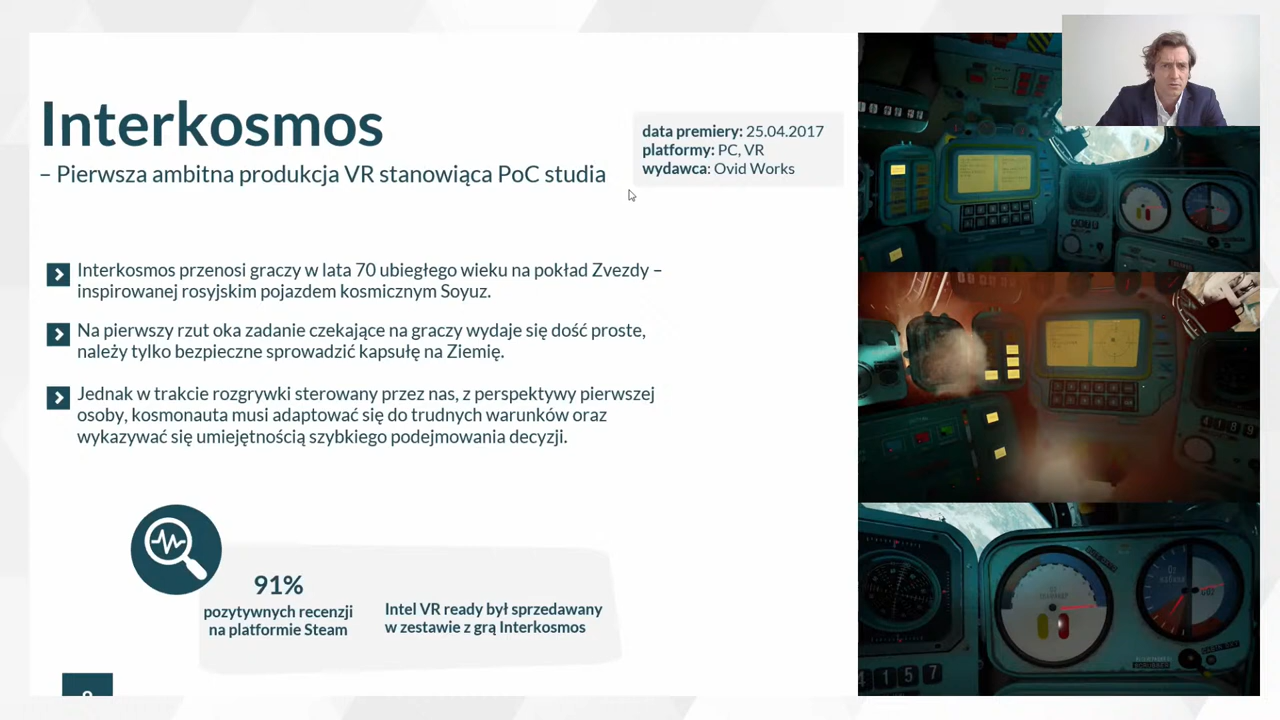 Interkosmos
– Pierwsza ambitna produkcja VR stanowiąca PoC studia
data premiery: 25.04.2017
platformy: PC, VR
wydawca: Ovid Works
Interkosmos przenosi graczy w lata 70 ubiegłego wieku na pokład Zvezdy –
inspirowanej rosyjskim pojazdem kosmicznym Soyuz.
Na pierwszy rzut oka zadanie czekające na graczy wydaje się dość proste,
należy tylko bezpieczne sprowadzić kapsułę na Ziemię.
Jednak w trakcie rozgrywki sterowany przez nas, z perspektywy pierwszej
osoby, kosmonauta musi adaptować się do trudnych warunków oraz
wykazywać się umiejętnością szybkiego podejmowania decyzji.
91%
pozytywnych recenzji
na platformie Steam
Intel VR ready był sprzedawany
w zestawie z grą Interkosmos
4157